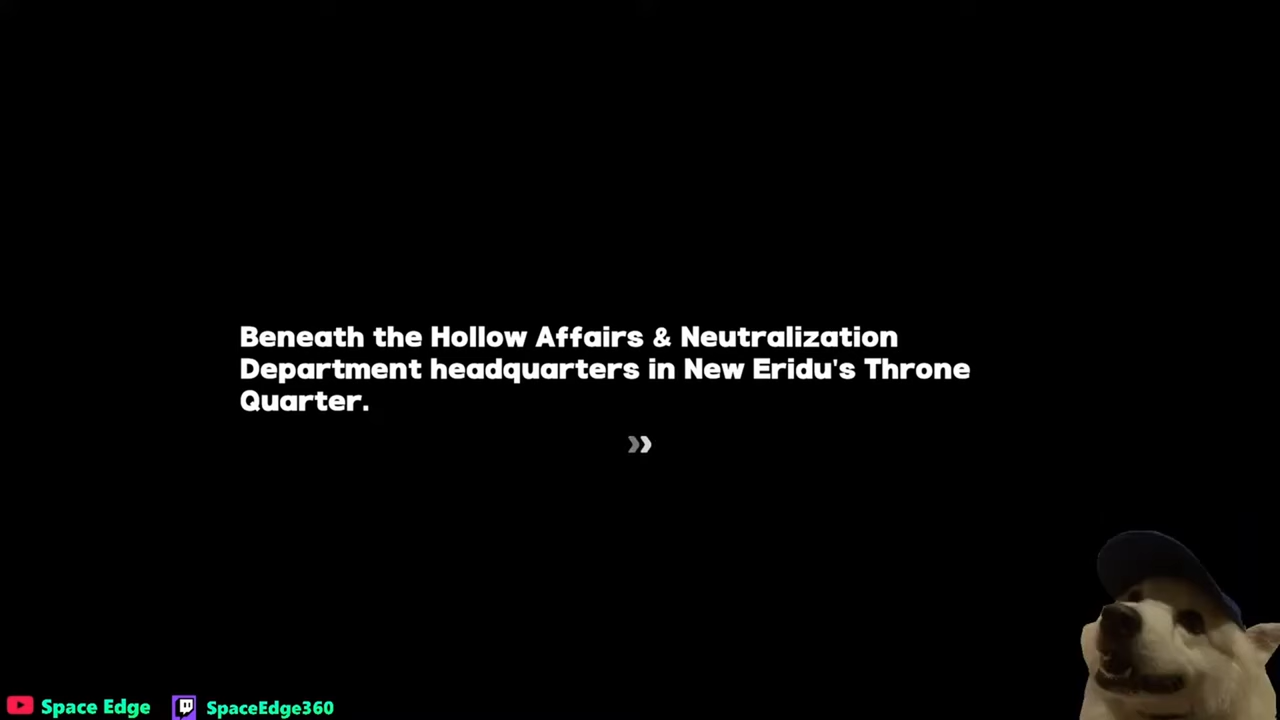 Beneath the Hollow Affairs & Neutralization
Department headquarters in New Eridu's Throne
Quarter.
Space Edge
SpaceEdge360